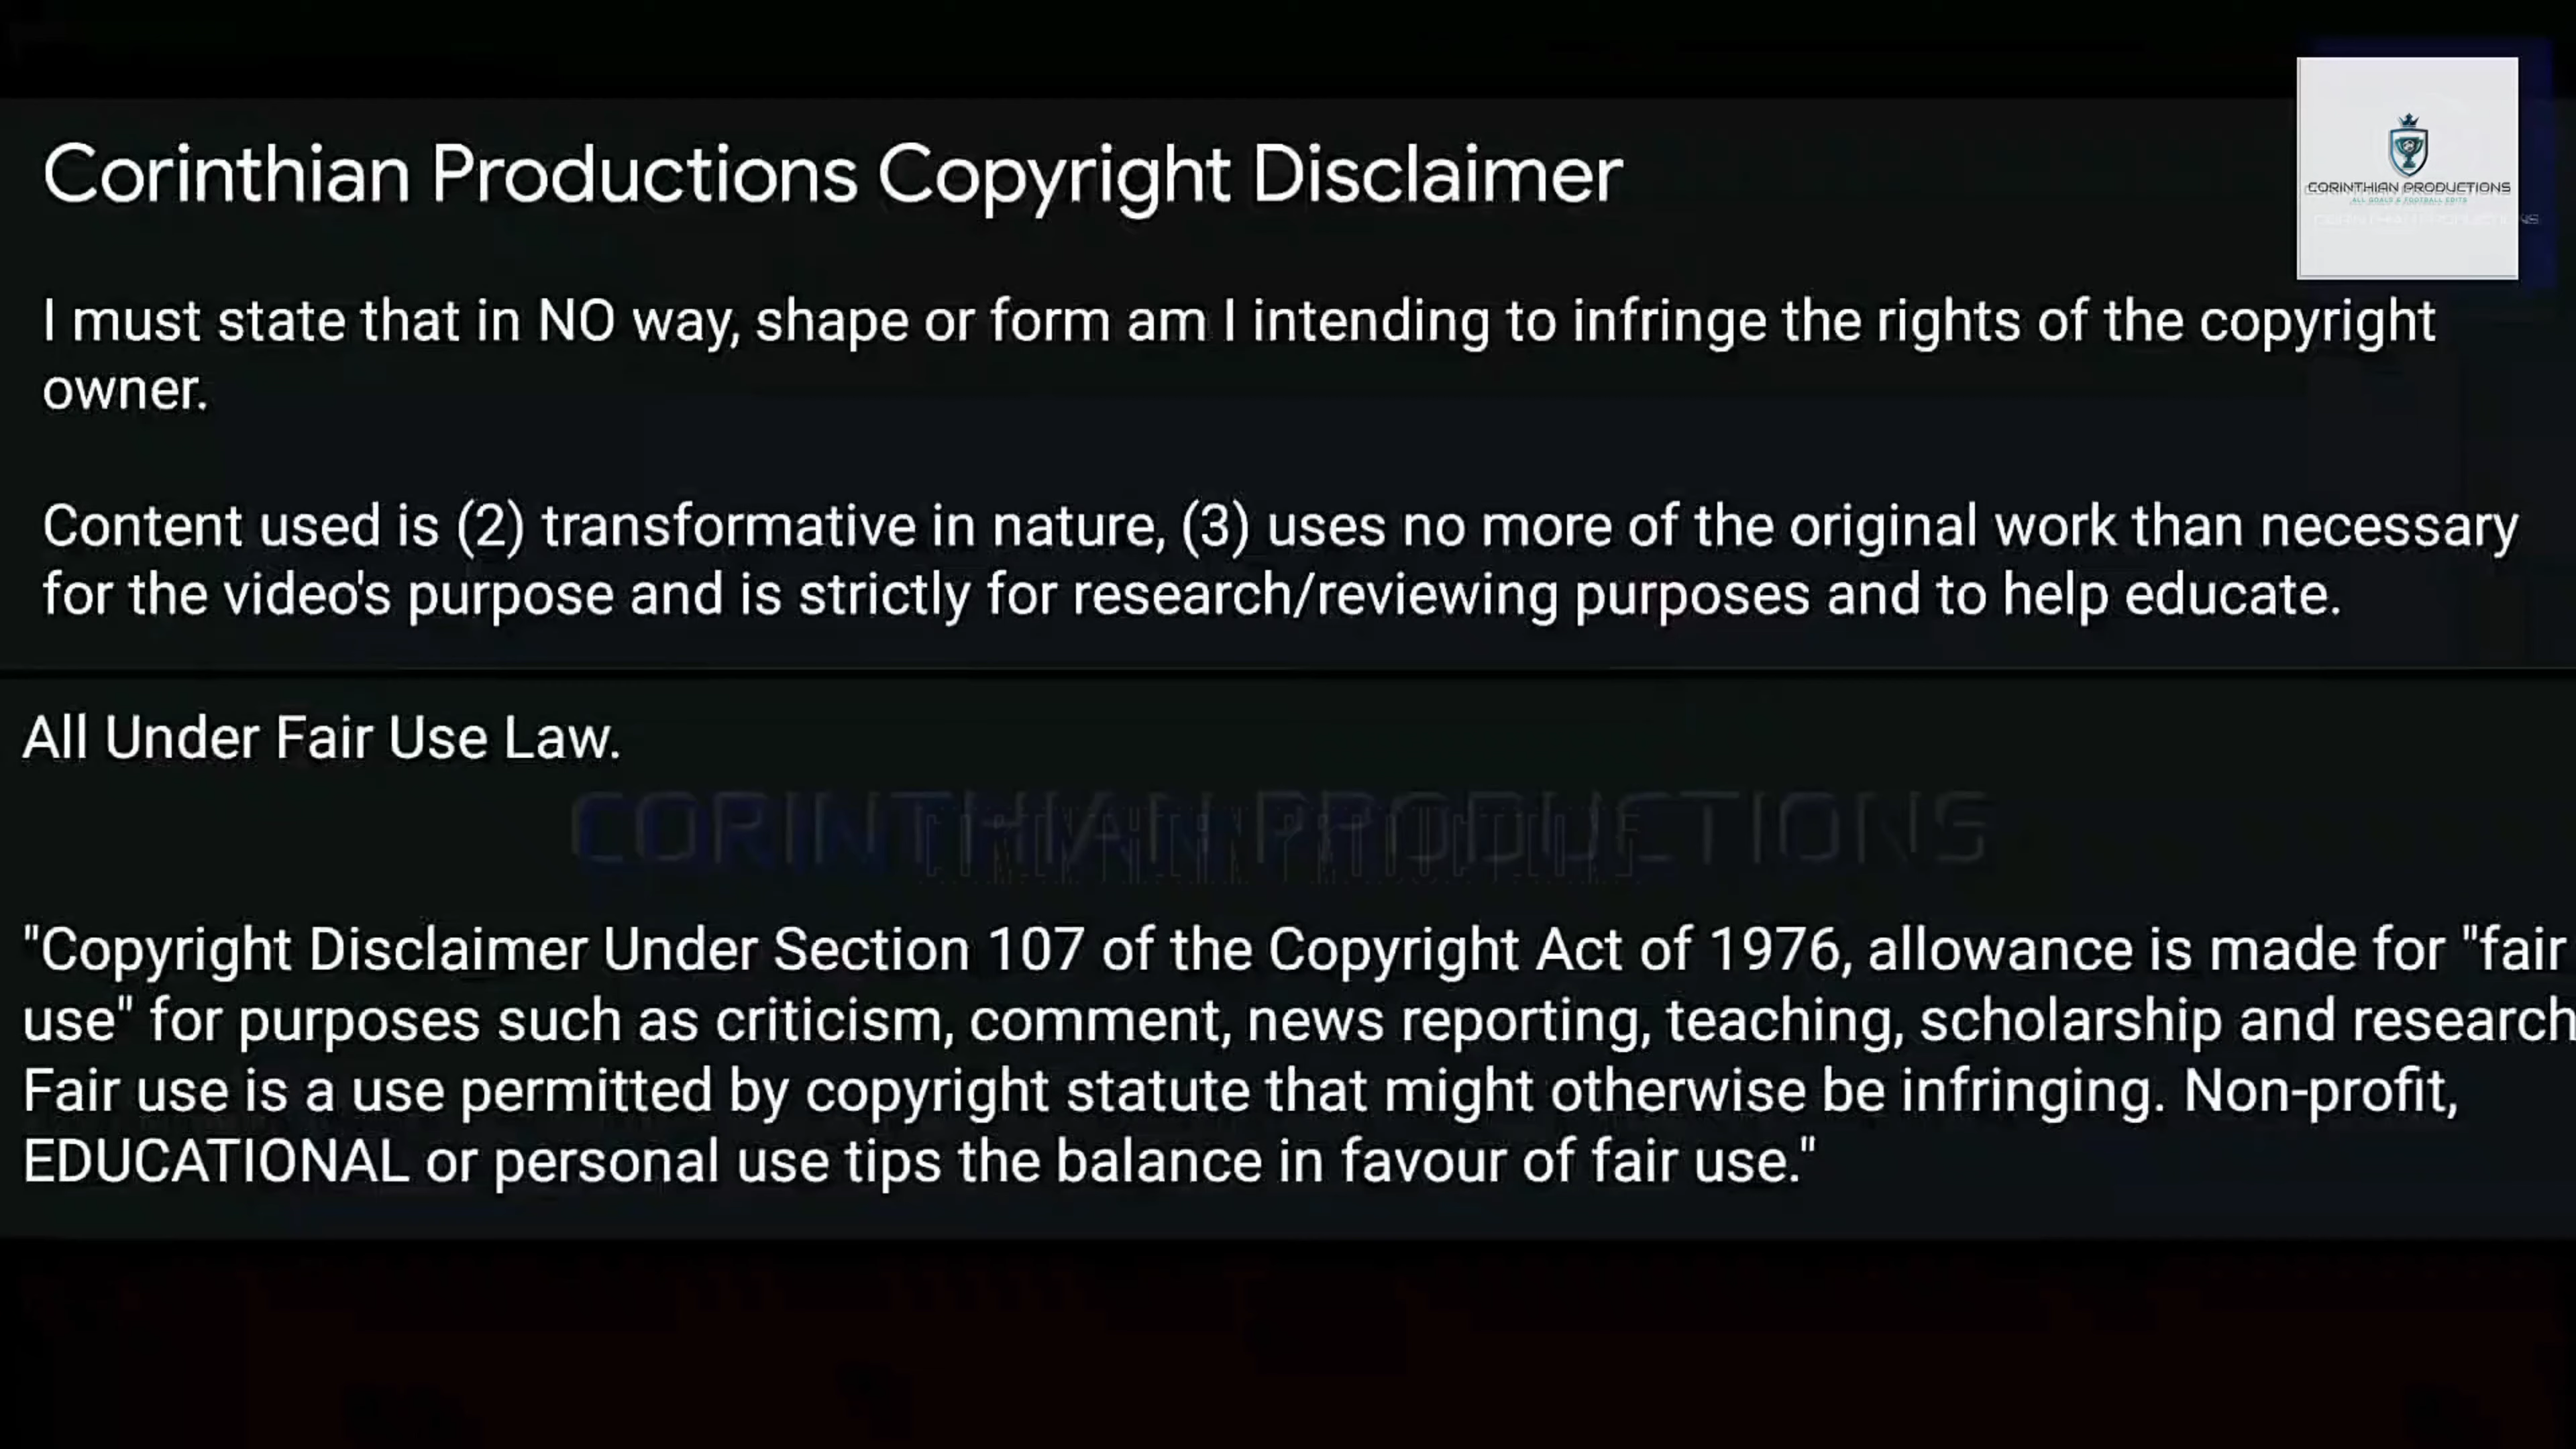 Corinthian Productions Copyright Disclaimer
CORINTHIAN PRODUCTIONS
ALL GOALS & FOOTBALL EDITS
I must state that in NO way, shape or form am I intending to infringe the rights of the copyright
owner.
Content used is (2) transformative in nature, (3) uses no more of the original work than necessary
for the video's purpose and is strictly for research/reviewing purposes and to help educate.
All Under Fair Use Law.
CORINTHIAN PRODUCTIONS
CORINTHIAN PRODUCTIONS
"Copyright Disclaimer Under Section 107 of the Copyright Act of 1976, allowance is made for "fair
use" for purposes such as criticism, comment, news reporting, teaching, scholarship and research
Fair use is a use permitted by copyright statute that might otherwise be infringing. Non-profit,
EDUCATIONAL or personal use tips the balance in favour of fair use."